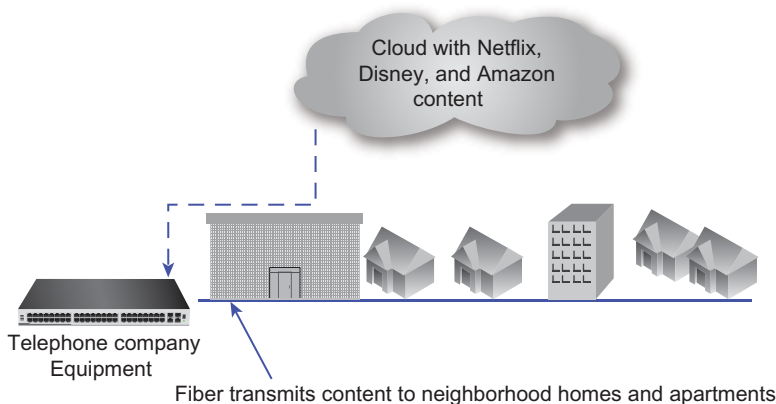 Cloud with Netflix,
Disney, and Amazon
content
Telephone company
Equipment
Fiber transmits content to neighborhood homes and apartments